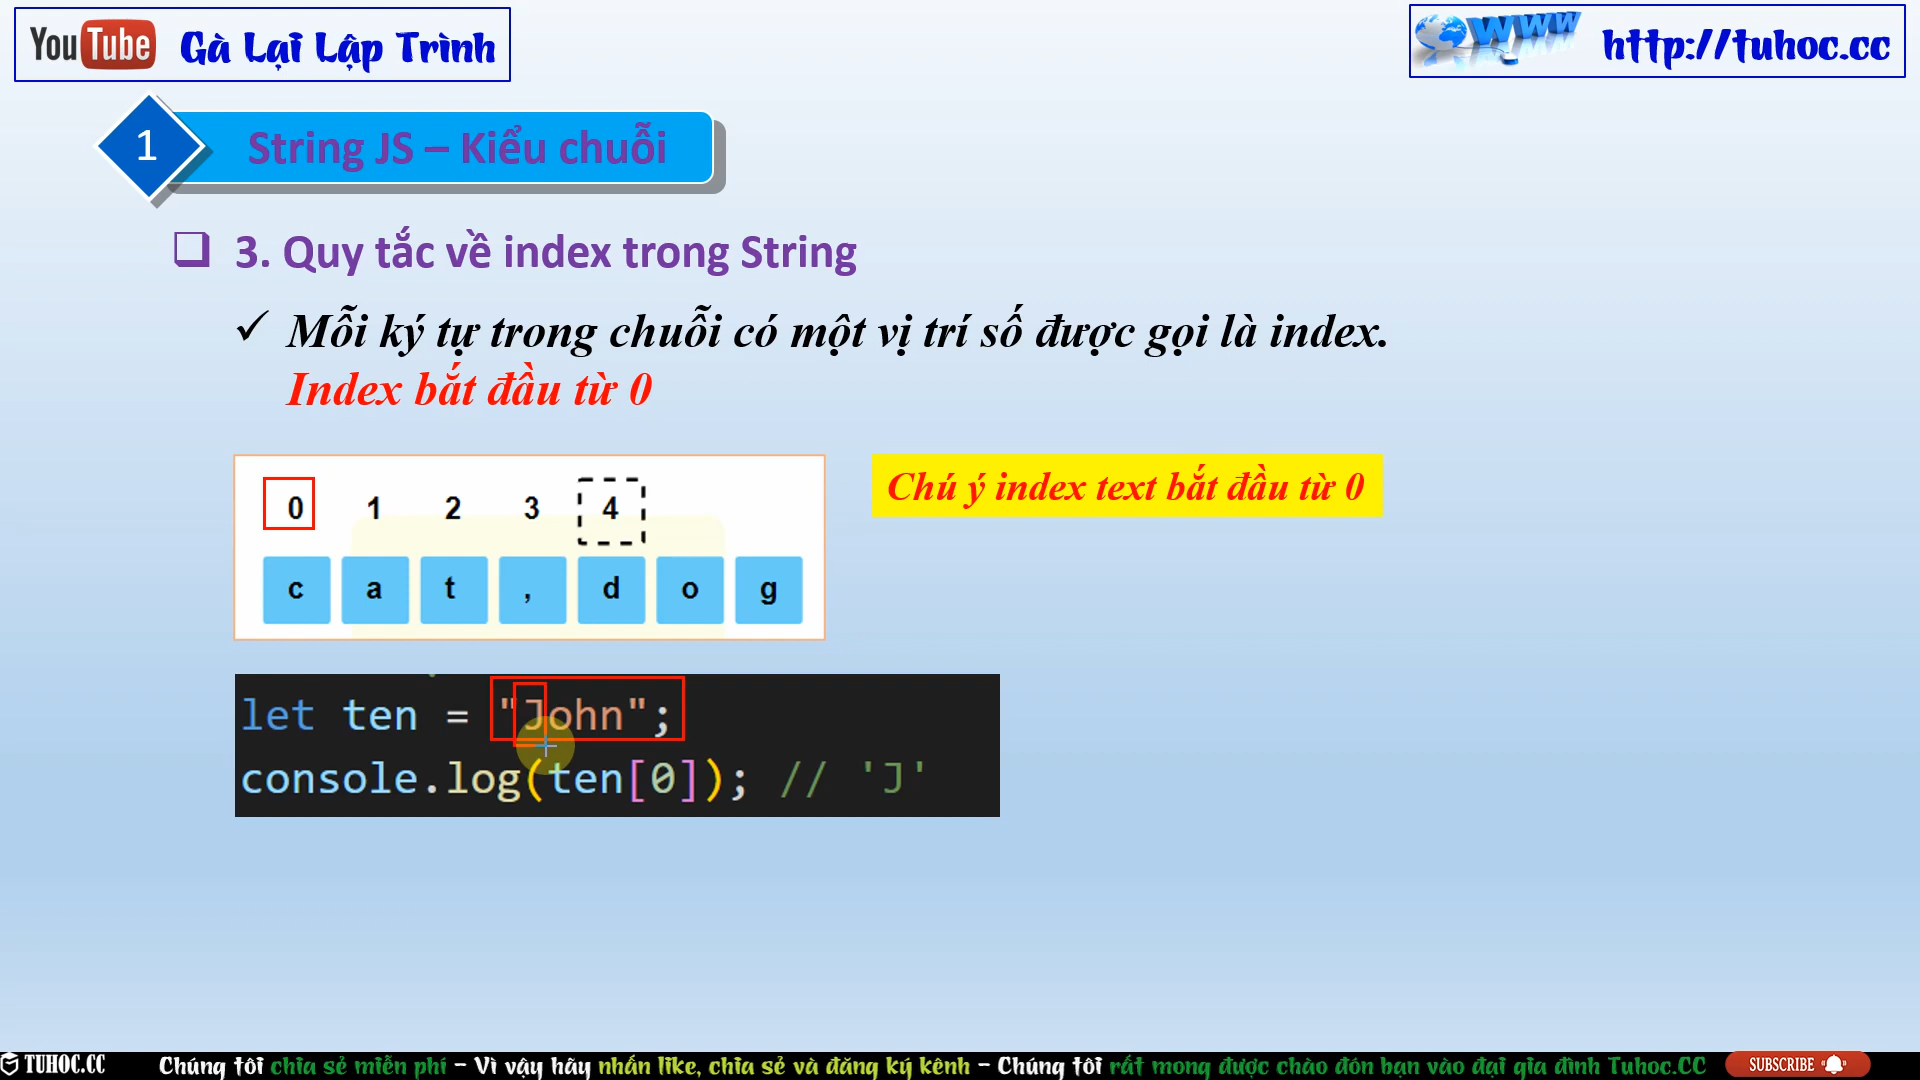 YouTube Gà Lại Lập Trình
WWW http://tuhoc.cc
1 String JS – Kiểu chuỗi
3. Quy tắc về index trong String
Mỗi ký tự trong chuỗi có một vị trí số được gọi là index.
Index bắt đầu từ 0
0 1 2 3 4
c a t , d o g
Chú ý index text bắt đầu từ 0
let ten = "John";
console.log(ten[0]); // 'J'
TUHOC.CC Chúng tôi chia sẻ miễn phí – Vì vậy hãy nhấn like, chia sẻ và đăng ký kênh – Chúng tôi rất mong được chào đón bạn vào đại gia đình Tuhoc.CC SUBSCRIBE